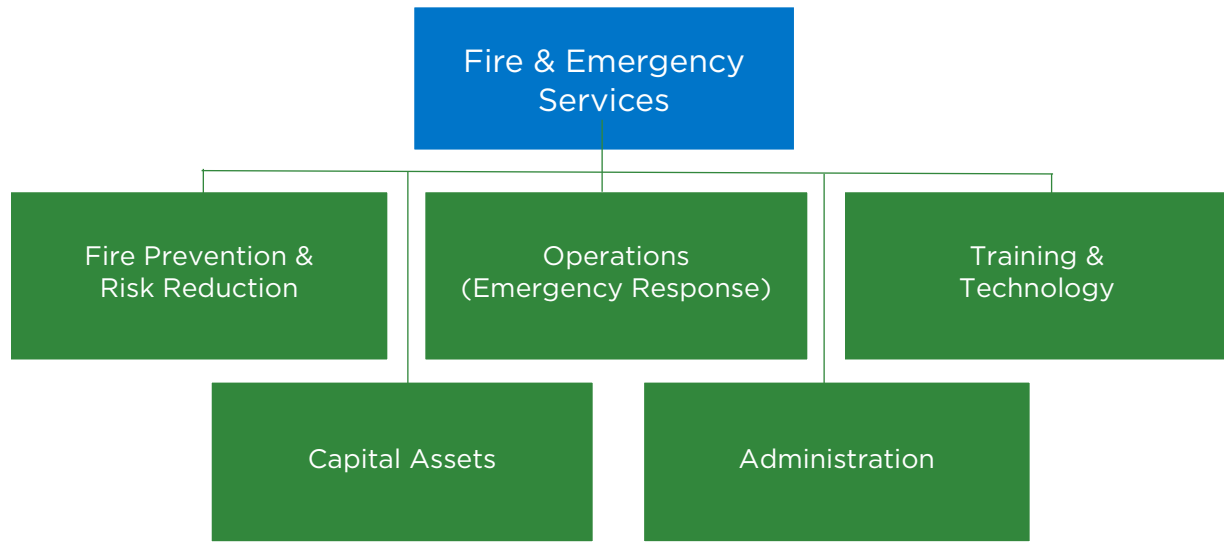 Fire & Emergency
Services
Fire Prevention &
Risk Reduction
Operations
(Emergency Response)
Training &
Technology
Capital Assets
Administration